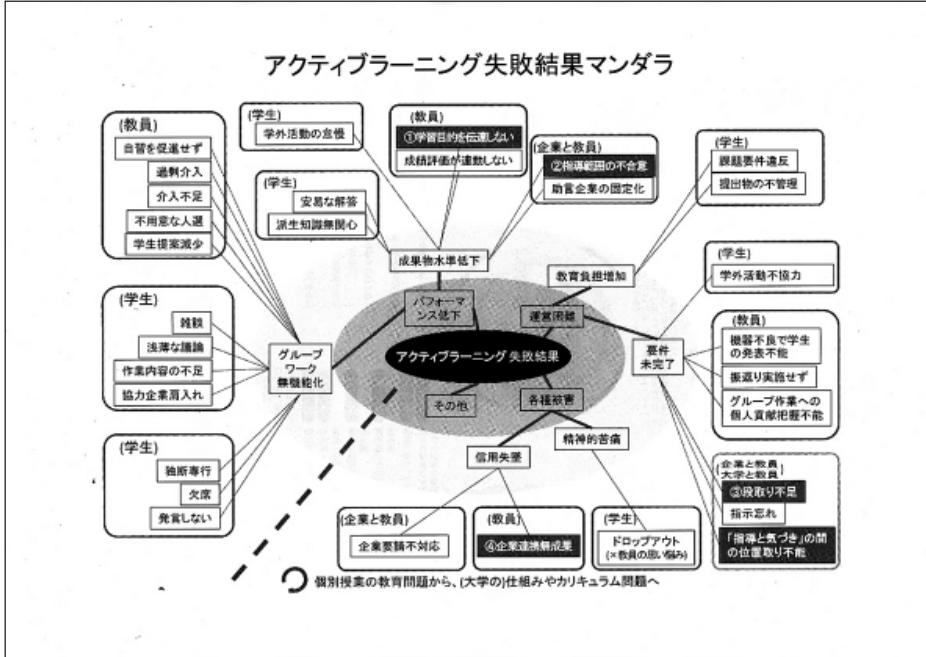 アクティブラーニング失敗結果マンダラ
(教員)
自習を促進せず
過剰介入
介入不足
不用意な人選
学生提案減少
(学生)
学外活動の怠慢
(教員)
①学習目的を伝達しない
成績評価が連動しない
(企業と教員)
②指導範囲の不合意
助言企業の固定化
(学生)
課題要件違反
提出物の不管理
(学生)
安易な解答
派生知識無関心
成果物水準低下
教育負担増加
(学生)
学外活動不協力
(学生)
雑談
浅薄な議論
作業内容の不足
協力企業肩入れ
グループ
ワーク
無機能化
パフォーマ
ンス低下
運営困難
アクティブラーニング失敗結果
その他
各種被害
要件
未完了
(教員)
機器不良で学生
の発表不能
振返り実施せず
グループ作業への
個人貢献把握不能
(学生)
独断専行
欠席
発言しない
信用失墜
精神的苦痛
(企業と教員
大学と教員)
③段取り不足
指示忘れ
「指導と気づき」の間
の位置取り不能
(企業と教員)
企業要請不対応
(教員)
④企業連携無成果
(学生)
ドロップアウト
(×教員の思い悩み)
個別授業の教育問題から、(大学の)仕組みやカリキュラム問題へ